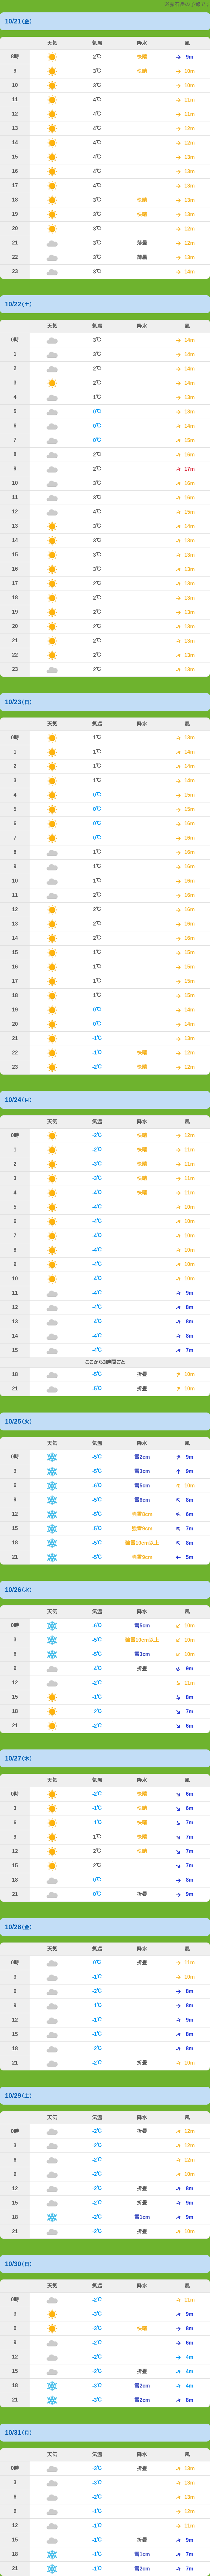 ※来石岳の予報です
10/21（金）
天気 気温 降水 風
8時 2℃ 快晴 9m
9 3℃ 快晴 10m
10 3℃ 10m
11 4℃ 11m
12 4℃ 11m
13 4℃ 12m
14 4℃ 12m
15 4℃ 13m
16 4℃ 13m
17 4℃ 13m
18 3℃ 快晴 13m
19 3℃ 快晴 13m
20 3℃ 12m
21 3℃ 薄曇 12m
22 3℃ 薄曇 13m
23 3℃ 14m
10/22（土）
天気 気温 降水 風
0時 3℃ 14m
1 3℃ 14m
2 2℃ 14m
3 2℃ 14m
4 1℃ 13m
5 0℃ 13m
6 0℃ 14m
7 0℃ 15m
8 2℃ 16m
9 2℃ 17m
10 3℃ 16m
11 3℃ 16m
12 4℃ 15m
13 3℃ 14m
14 3℃ 13m
15 3℃ 13m
16 3℃ 13m
17 2℃ 13m
18 2℃ 13m
19 2℃ 13m
20 2℃ 13m
21 2℃ 13m
22 2℃ 13m
23 2℃ 13m
10/23（日）
天気 気温 降水 風
0時 1℃ 13m
1 1℃ 14m
2 1℃ 14m
3 1℃ 14m
4 0℃ 15m
5 0℃ 15m
6 0℃ 16m
7 0℃ 16m
8 1℃ 16m
9 1℃ 16m
10 1℃ 16m
11 2℃ 16m
12 2℃ 16m
13 2℃ 16m
14 2℃ 16m
15 1℃ 15m
16 1℃ 15m
17 1℃ 15m
18 1℃ 15m
19 0℃ 14m
20 0℃ 14m
21 -1℃ 13m
22 -1℃ 快晴 12m
23 -2℃ 快晴 12m
10/24（月）
天気 気温 降水 風
0時 -2℃ 快晴 12m
1 -2℃ 快晴 11m
2 -3℃ 快晴 11m
3 -3℃ 快晴 11m
4 -4℃ 快晴 11m
5 -4℃ 10m
6 -4℃ 10m
7 -4℃ 10m
8 -4℃ 10m
9 -4℃ 10m
10 -4℃ 10m
11 -4℃ 9m
12 -4℃ 9m
13 -4℃ 8m
14 -4℃ 8m
15 -4℃ 7m
ここから3時間ごと
18 -5℃ 折曇 10m
21 -5℃ 折曇 10m
10/25（火）
天気 気温 降水 風
0時 -5℃ 雪2cm 9m
3 -5℃ 雪3cm 9m
6 -6℃ 雪5cm 10m
9 -5℃ 雪6cm 8m
12 -5℃ 強雪8cm 6m
15 -5℃ 強雪9cm 7m
18 -5℃ 強雪10cm以上 8m
21 -5℃ 強雪9cm 5m
10/26（水）
天気 気温 降水 風
0時 -6℃ 雪5cm 10m
3 -5℃ 強雪10cm以上 10m
6 -5℃ 雪3cm 10m
9 -4℃ 折曇 9m
12 -2℃ 11m
15 -1℃ 8m
18 -2℃ 7m
21 -2℃ 6m
10/27（木）
天気 気温 降水 風
0時 -2℃ 快晴 6m
3 -1℃ 快晴 6m
6 -1℃ 快晴 7m
9 1℃ 快晴 7m
12 2℃ 快晴 7m
15 2℃ 7m
18 0℃ 8m
21 0℃ 折曇 9m
10/28（金）
天気 気温 降水 風
0時 0℃ 折曇 11m
3 -1℃ 10m
6 -2℃ 8m
9 -1℃ 8m
12 -1℃ 9m
15 -1℃ 8m
18 -2℃ 8m
21 -2℃ 折曇 10m
10/29（土）
天気 気温 降水 風
0時 -2℃ 折曇 12m
3 -2℃ 12m
6 -2℃ 12m
9 -2℃ 10m
12 -2℃ 折曇 8m
15 -2℃ 折曇 9m
18 -2℃ 雪1cm 9m
21 -2℃ 折曇 10m
10/30（日）
天気 気温 降水 風
0時 -2℃ 11m
3 -3℃ 9m
6 -3℃ 快晴 8m
9 -2℃ 6m
12 -2℃ 4m
15 -2℃ 折曇 4m
18 -3℃ 雪2cm 4m
21 -3℃ 雪2cm 8m
10/31（月）
天気 気温 降水 風
0時 -3℃ 折曇 13m
3 -3℃ 13m
6 -2℃ 13m
9 -1℃ 12m
12 -1℃ 11m
15 -1℃ 折曇 9m
18 -1℃ 雪1cm 7m
21 -1℃ 雪2cm 7m